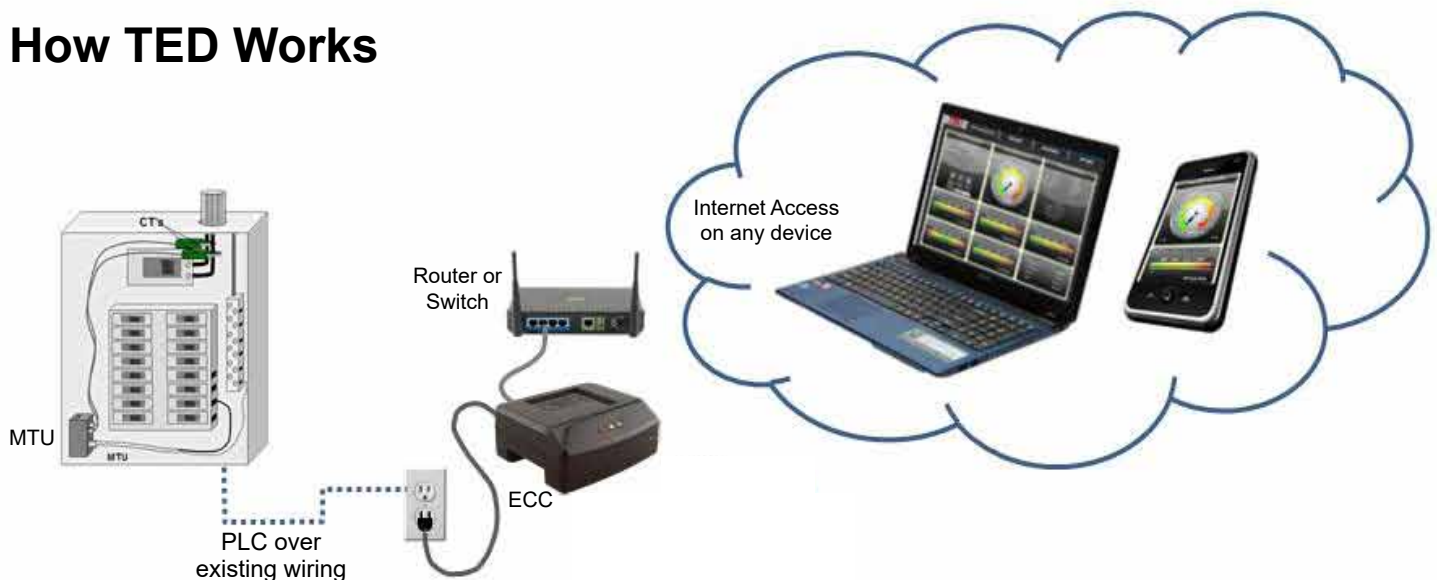 How TED Works
CT's
Internet Access
on any device
Router or
Switch
MTU
MTU
ECC
PLC over
existing wiring